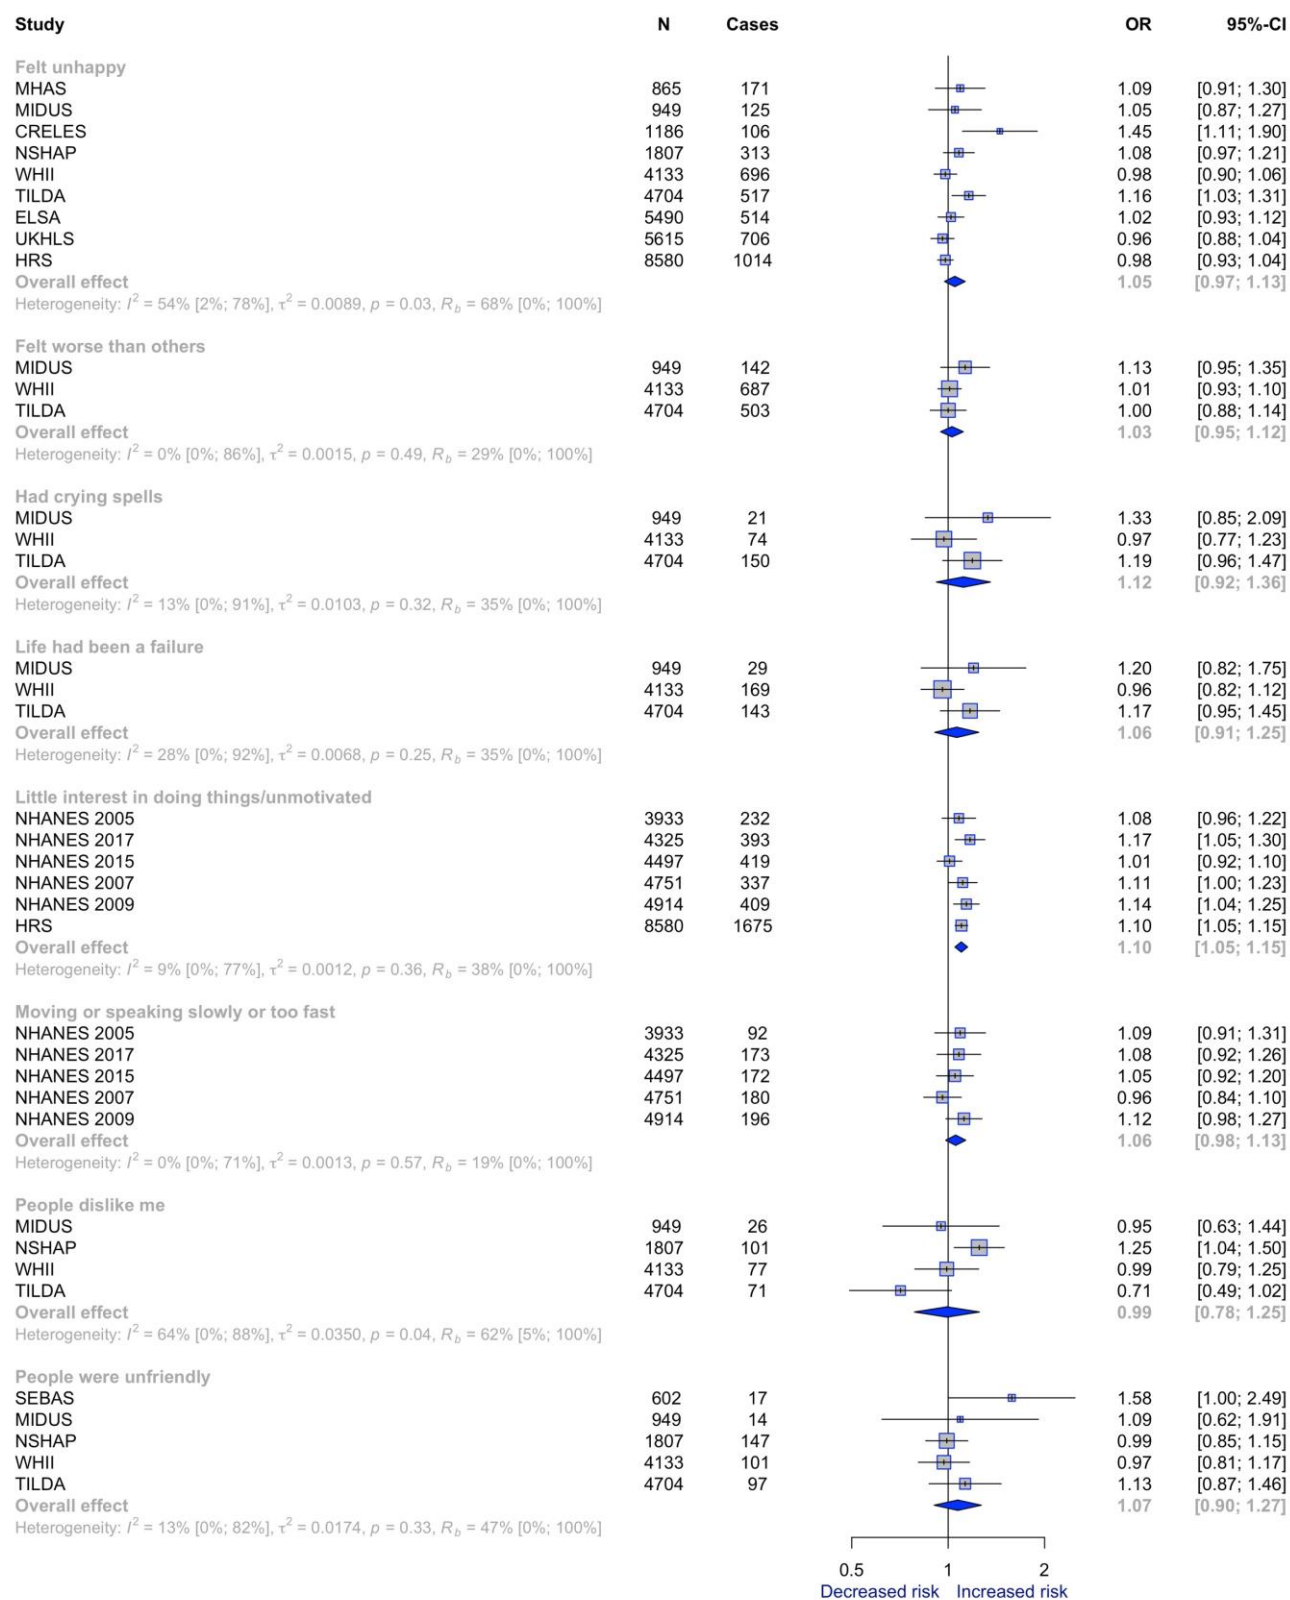 Study N Cases OR 95%-CI
Felt unhappy
MHAS 865 171 1.09 [0.91; 1.30]
MIDUS 949 125 1.05 [0.87; 1.27]
CRELES 1186 106 1.45 [1.11; 1.90]
NSHAP 1807 313 1.08 [0.97; 1.21]
WHII 4133 696 0.98 [0.90; 1.06]
TILDA 4704 517 1.16 [1.03; 1.31]
ELSA 5490 514 1.02 [0.93; 1.12]
UKHLS 5615 706 0.96 [0.88; 1.04]
HRS 8580 1014 0.98 [0.93; 1.04]
Overall effect 1.05 [0.97; 1.13]
Heterogeneity: I² = 54% [2%; 78%], τ² = 0.0089, p = 0.03, R_b = 68% [0%; 100%]
Felt worse than others
MIDUS 949 142 1.13 [0.95; 1.35]
WHII 4133 687 1.01 [0.93; 1.10]
TILDA 4704 503 1.00 [0.88; 1.14]
Overall effect 1.03 [0.95; 1.12]
Heterogeneity: I² = 0% [0%; 86%], τ² = 0.0015, p = 0.49, R_b = 29% [0%; 100%]
Had crying spells
MIDUS 949 21 1.33 [0.85; 2.09]
WHII 4133 74 0.97 [0.77; 1.23]
TILDA 4704 150 1.19 [0.96; 1.47]
Overall effect 1.12 [0.92; 1.36]
Heterogeneity: I² = 13% [0%; 91%], τ² = 0.0103, p = 0.32, R_b = 35% [0%; 100%]
Life had been a failure
MIDUS 949 29 1.20 [0.82; 1.75]
WHII 4133 169 0.96 [0.82; 1.12]
TILDA 4704 143 1.17 [0.95; 1.45]
Overall effect 1.06 [0.91; 1.25]
Heterogeneity: I² = 28% [0%; 92%], τ² = 0.0068, p = 0.25, R_b = 35% [0%; 100%]
Little interest in doing things/unmotivated
NHANES 2005 3933 232 1.08 [0.96; 1.22]
NHANES 2017 4325 393 1.17 [1.05; 1.30]
NHANES 2015 4497 419 1.01 [0.92; 1.10]
NHANES 2007 4751 337 1.11 [1.00; 1.23]
NHANES 2009 4914 409 1.14 [1.04; 1.25]
HRS 8580 1675 1.10 [1.05; 1.15]
Overall effect 1.10 [1.05; 1.15]
Heterogeneity: I² = 9% [0%; 77%], τ² = 0.0012, p = 0.36, R_b = 38% [0%; 100%]
Moving or speaking slowly or too fast
NHANES 2005 3933 92 1.09 [0.91; 1.31]
NHANES 2017 4325 173 1.08 [0.92; 1.26]
NHANES 2015 4497 172 1.05 [0.92; 1.20]
NHANES 2007 4751 180 0.96 [0.84; 1.10]
NHANES 2009 4914 196 1.12 [0.98; 1.27]
Overall effect 1.06 [0.98; 1.13]
Heterogeneity: I² = 0% [0%; 71%], τ² = 0.0013, p = 0.57, R_b = 19% [0%; 100%]
People dislike me
MIDUS 949 26 0.95 [0.63; 1.44]
NSHAP 1807 101 1.25 [1.04; 1.50]
WHII 4133 77 0.99 [0.79; 1.25]
TILDA 4704 71 0.71 [0.49; 1.02]
Overall effect 0.99 [0.78; 1.25]
Heterogeneity: I² = 64% [0%; 88%], τ² = 0.0350, p = 0.04, R_b = 62% [5%; 100%]
People were unfriendly
SEBAS 602 17 1.58 [1.00; 2.49]
MIDUS 949 14 1.09 [0.62; 1.91]
NSHAP 1807 147 0.99 [0.85; 1.15]
WHII 4133 101 0.97 [0.81; 1.17]
TILDA 4704 97 1.13 [0.87; 1.46]
Overall effect 1.07 [0.90; 1.27]
Heterogeneity: I² = 13% [0%; 82%], τ² = 0.0174, p = 0.33, R_b = 47% [0%; 100%]
0.5 1 2
Decreased risk Increased risk